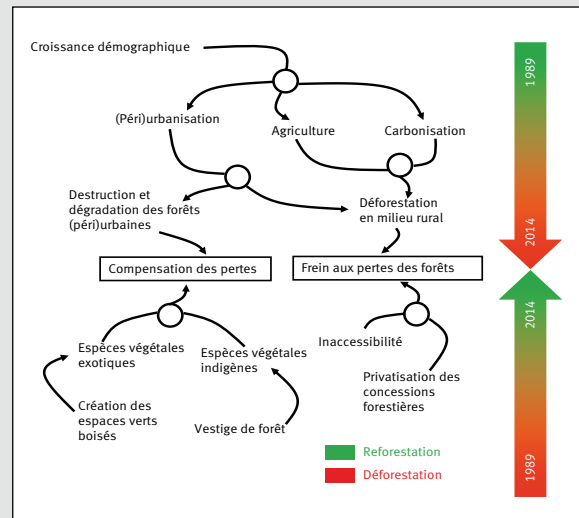 Croissance démographique
1989
(Péri)urbanisation
Agriculture
Carbonisation
Destruction et
dégradation des forêts
(péri)urbaines
Déforestation
en milieu rural
2014
Compensation des pertes
Frein aux pertes des forêts
2014
Espèces végétales
exotiques
Espèces végétales
indigènes
Inaccessibilité
Privatisation des
concessions
forestières
Création des
espaces verts
boisés
Vestige de forêt
Reforestation
Déforestation
1989